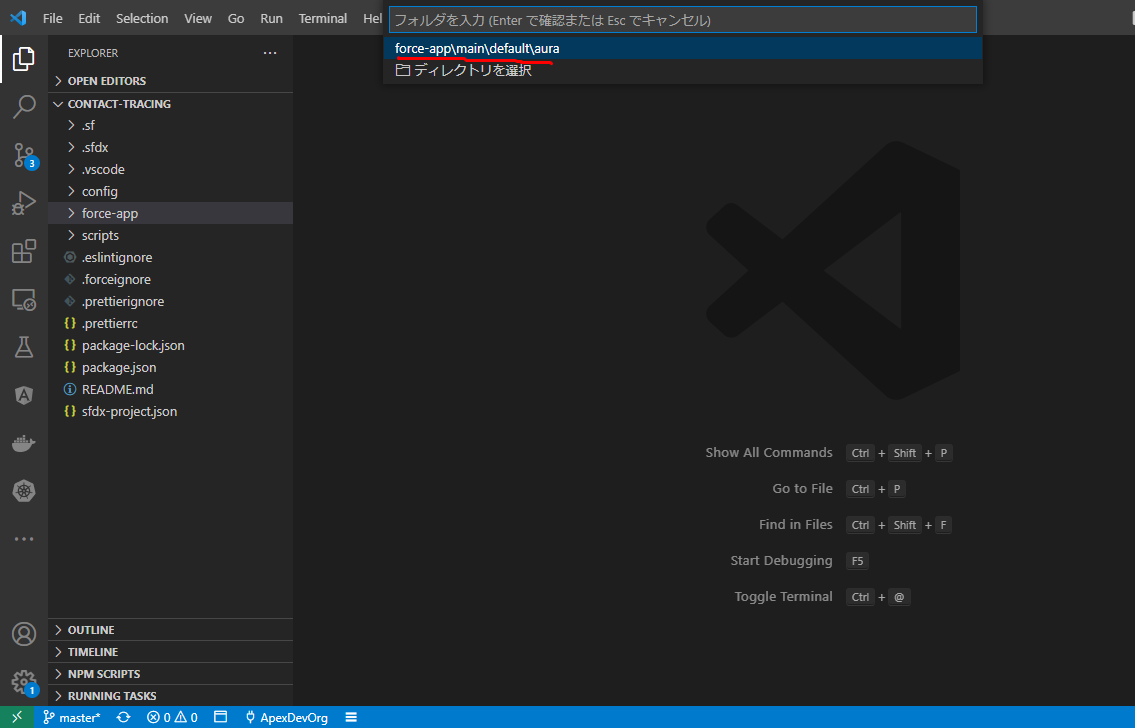 File Edit Selection View Go Run Terminal Hel
フォルダを入力 (Enter で確認または Esc でキャンセル)
force-app\main\default\aura
ディレクトリを選択
EXPLORER
OPEN EDITORS
CONTACT-TRACING
.sf
.sfdx
.vscode
config
force-app
scripts
.eslintignore
.forceignore
.prettierignore
{} .prettierrc
{} package-lock.json
{} package.json
README.md
{} sfdx-project.json
3
Show All Commands Ctrl + Shift + P
Go to File Ctrl + P
Find in Files Ctrl + Shift + F
Start Debugging F5
Toggle Terminal Ctrl + @
OUTLINE
TIMELINE
NPM SCRIPTS
RUNNING TASKS
1
master* 0 0 ApexDevOrg